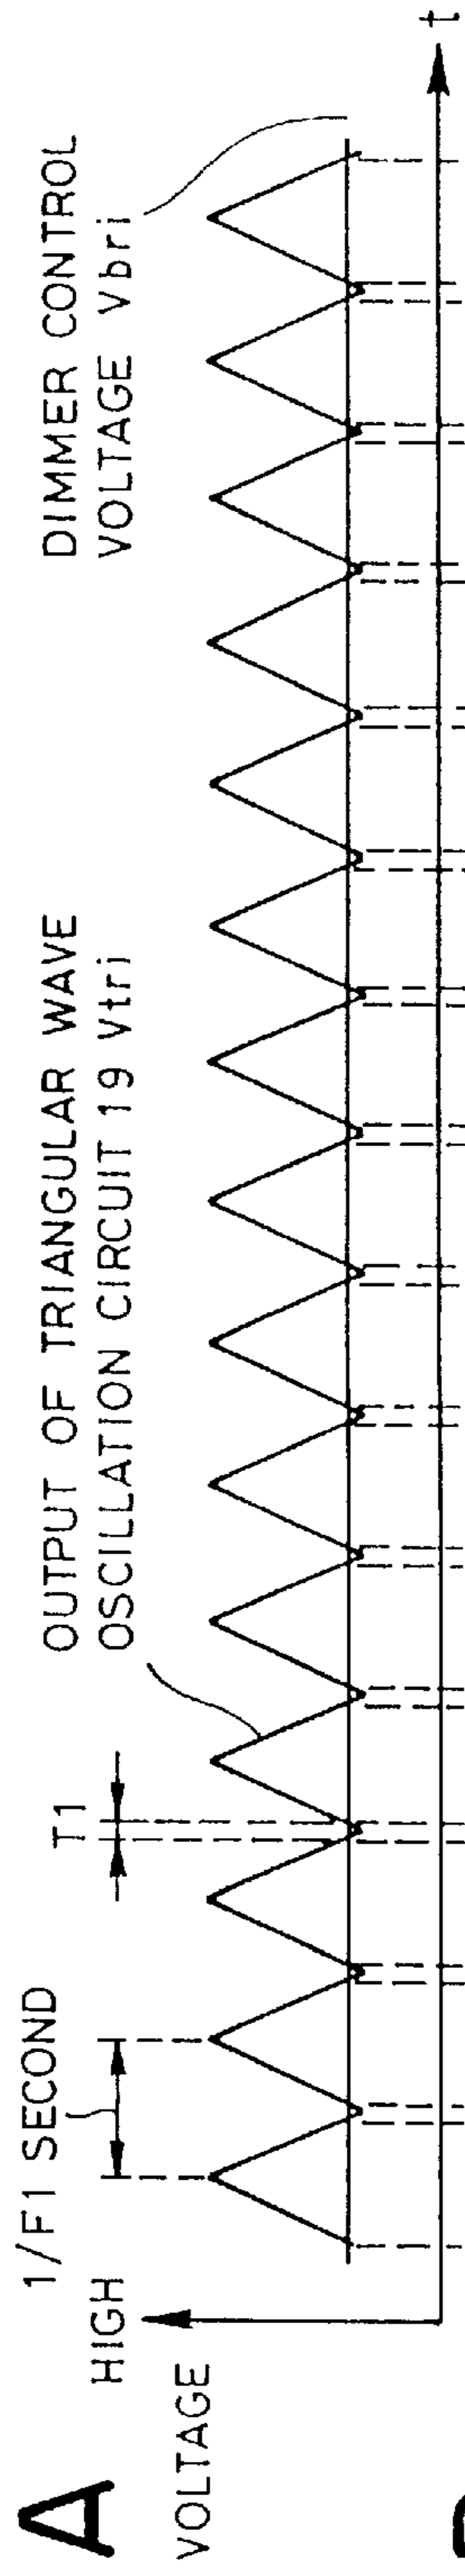 A
HIGH
VOLTAGE
1/F1 SECOND
T1
OUTPUT OF TRIANGULAR WAVE
OSCILLATION CIRCUIT 19 Vtri
DIMMER CONTROL
VOLTAGE Vbri
t